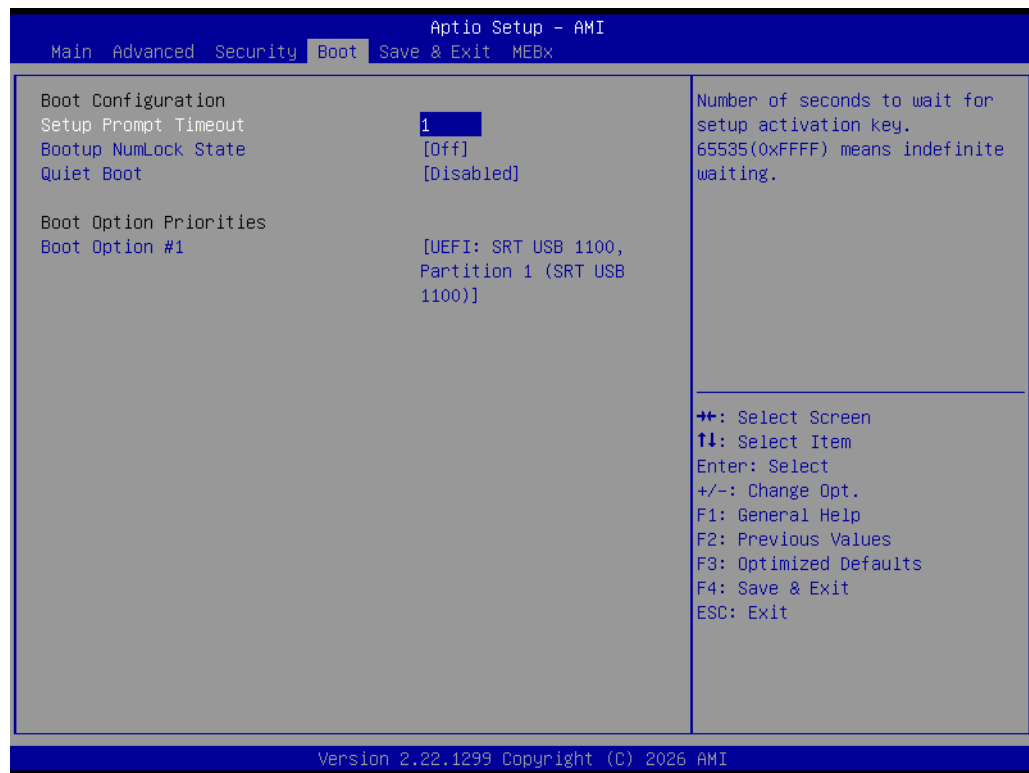 Aptio Setup – AMI
Main Advanced Security Boot Save & Exit MEBx
Boot Configuration
Setup Prompt Timeout 1
Bootup NumLock State [Off]
Quiet Boot [Disabled]
Boot Option Priorities
Boot Option #1 [UEFI: SRT USB 1100,
Partition 1 (SRT USB
1100)]
Number of seconds to wait for
setup activation key.
65535(0xFFFF) means indefinite
waiting.
→←: Select Screen
↑↓: Select Item
Enter: Select
+/-: Change Opt.
F1: General Help
F2: Previous Values
F3: Optimized Defaults
F4: Save & Exit
ESC: Exit
Version 2.22.1299 Copyright (C) 2026 AMI